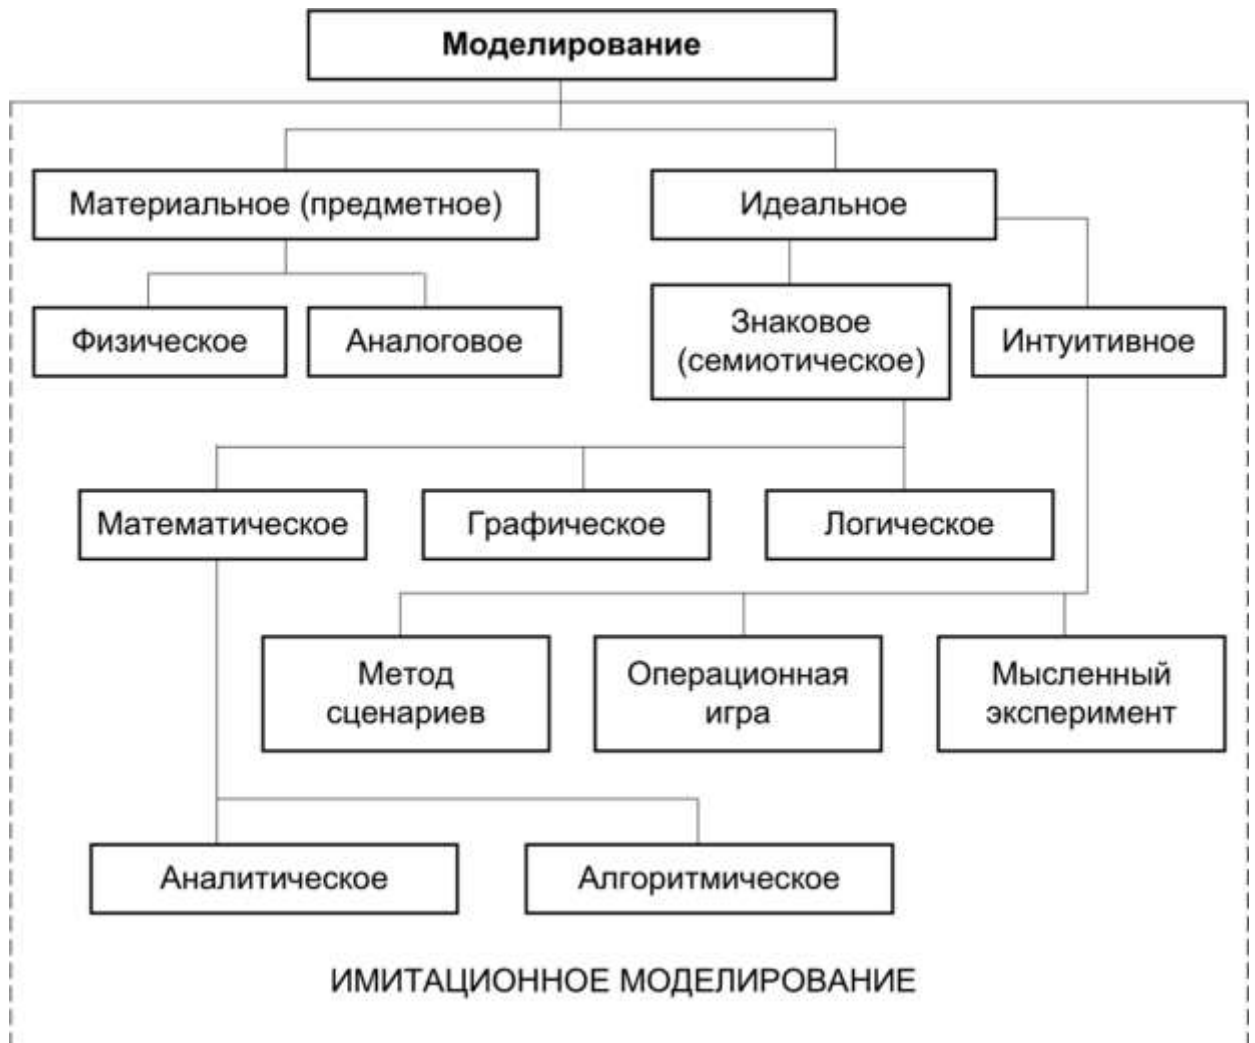 Моделирование
Материальное (предметное)
Идеальное
Физическое
Аналоговое
Знаковое
(семиотическое)
Интуитивное
Математическое
Графическое
Логическое
Метод
сценариев
Операционная
игра
Мысленный
эксперимент
Аналитическое
Алгоритмическое
ИМИТАЦИОННОЕ МОДЕЛИРОВАНИЕ